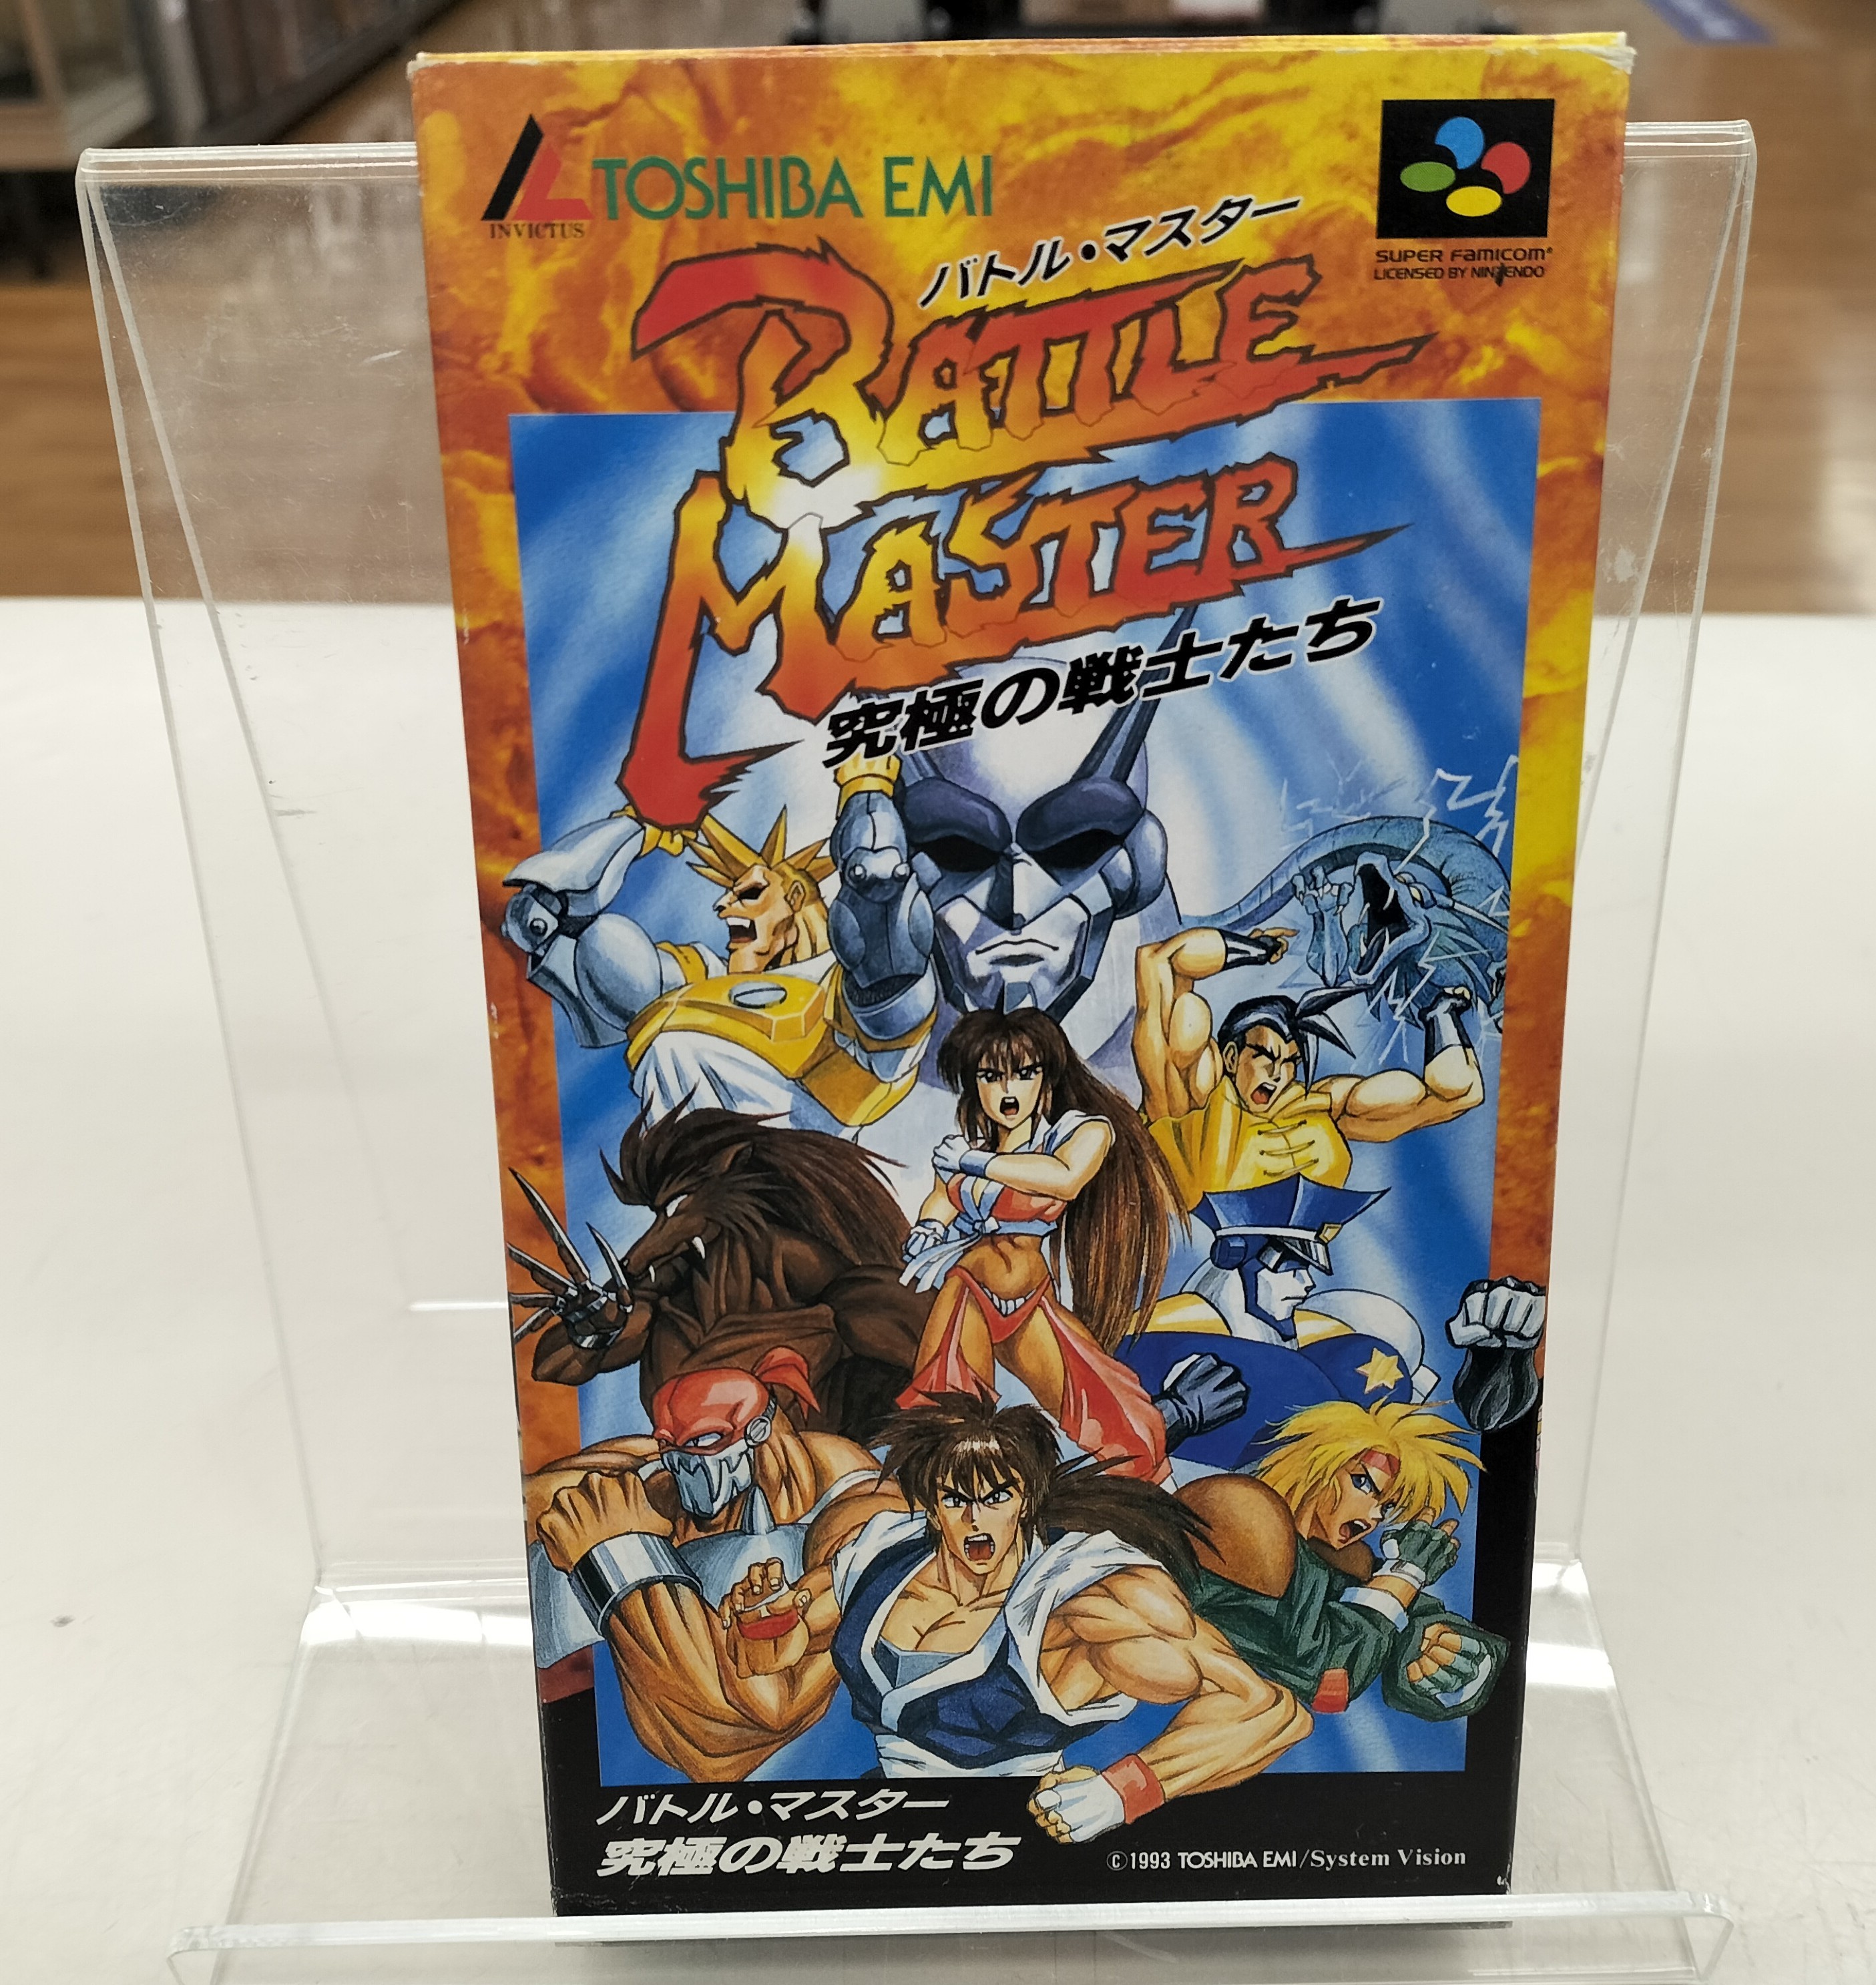 INVICTUS
TOSHIBA EMI
SUPER FAMICOM®
LICENSED BY NINTENDO
バトル・マスター
BATTLE
MASTER
究極の戦士たち
バトル・マスター
究極の戦士たち
©1993 TOSHIBA EMI/System Vision